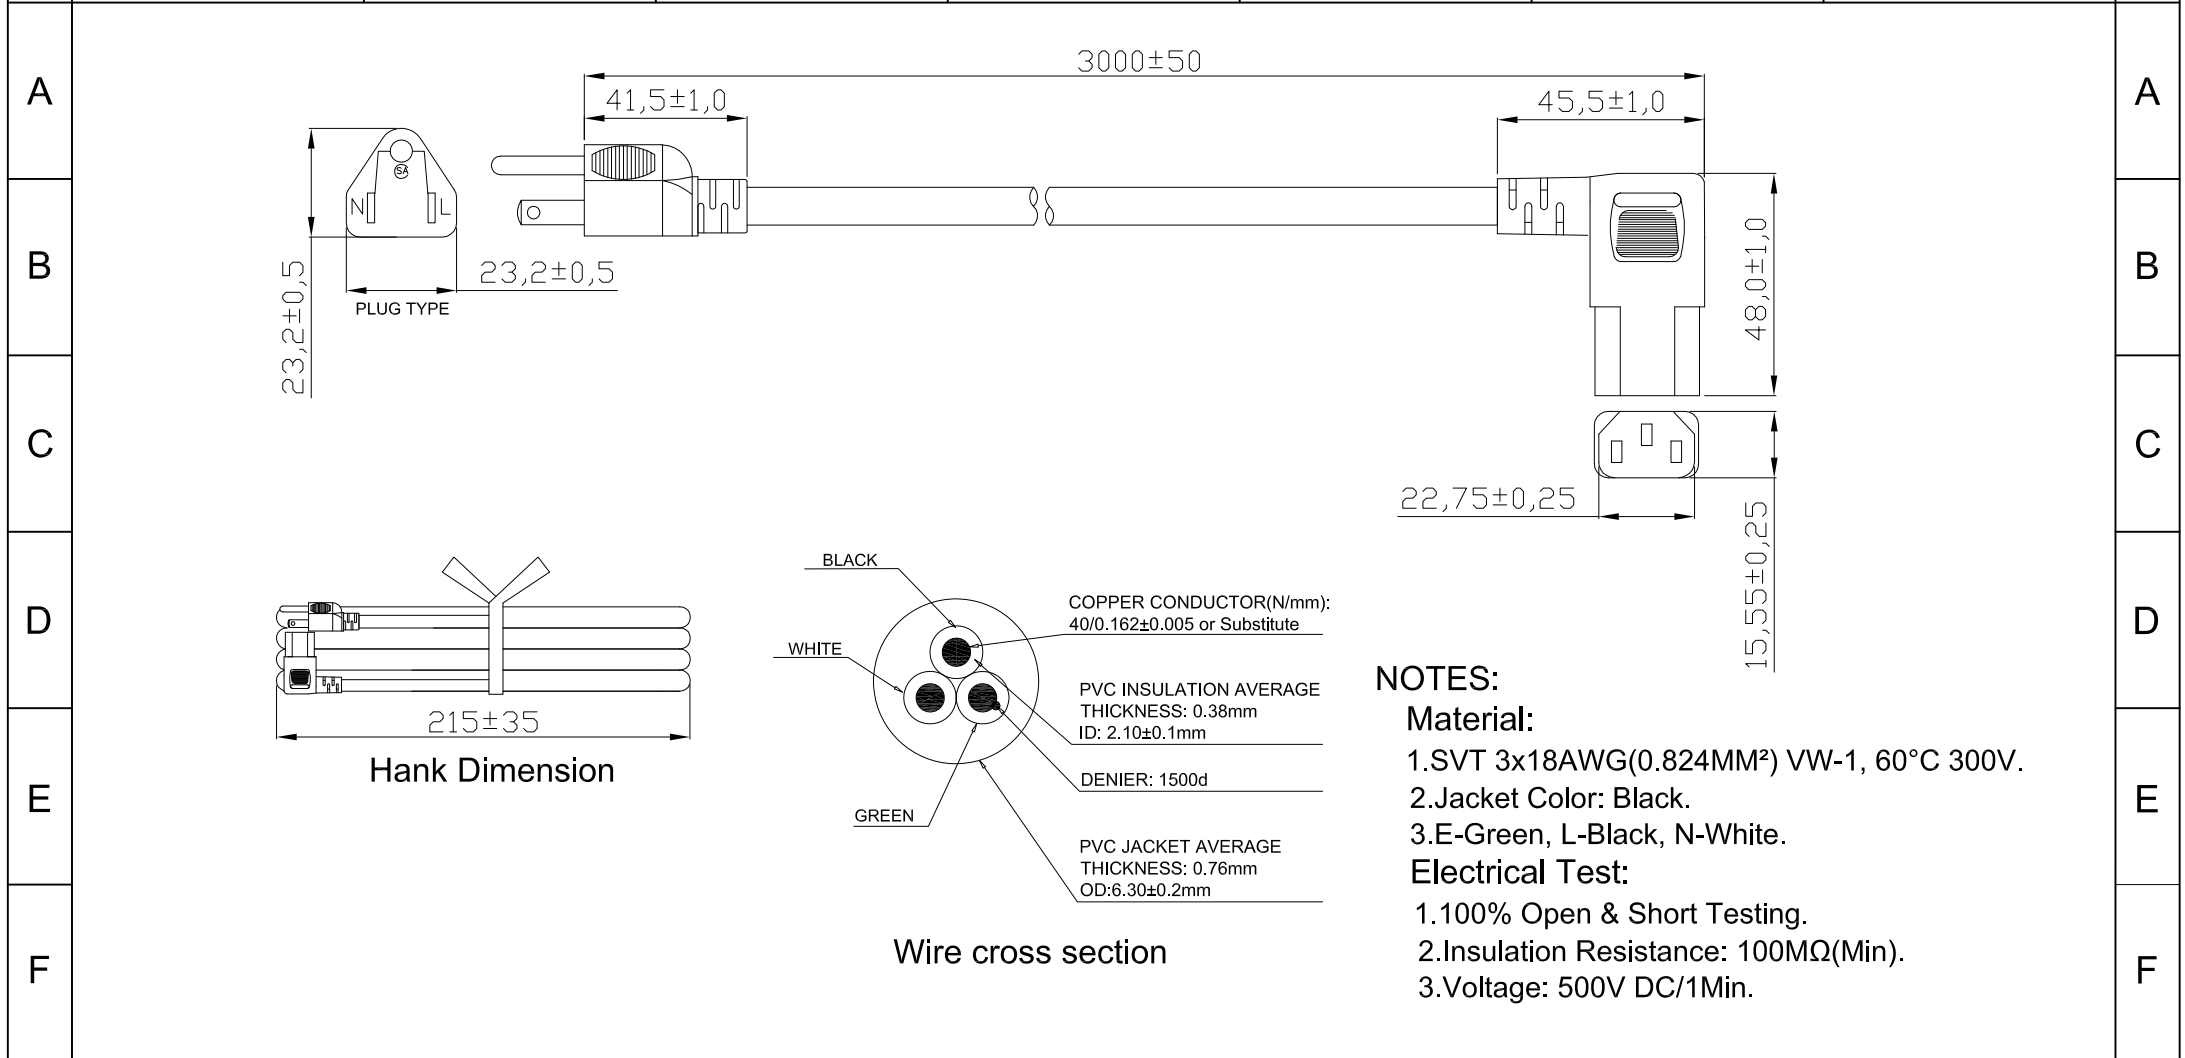 A
A
B
B
C
C
D
D
E
E
F
F
3000±50
41,5±1,0
45,5±1,0
SA
N
L
23,2±0,5
23,2±0,5
PLUG TYPE
48,0±1,0
22,75±0,25
15,55±0,25
215±35
Hank Dimension
BLACK
WHITE
GREEN
COPPER CONDUCTOR(N/mm):
40/0.162±0.005 or Substitute
PVC INSULATION AVERAGE
THICKNESS: 0.38mm
ID: 2.10±0.1mm
DENIER: 1500d
PVC JACKET AVERAGE
THICKNESS: 0.76mm
OD:6.30±0.2mm
Wire cross section
NOTES:
Material:
1.SVT 3x18AWG(0.824MM²) VW-1, 60°C 300V.
2.Jacket Color: Black.
3.E-Green, L-Black, N-White.
Electrical Test:
1.100% Open & Short Testing.
2.Insulation Resistance: 100MΩ(Min).
3.Voltage: 500V DC/1Min.